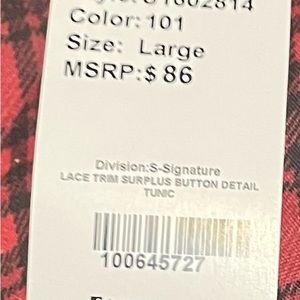 Color: 101
Size: Large
MSRP:$ 86
Division:S-Signature
LACE TRIM SURPLUS BUTTON DETAIL
TUNIC
100645727